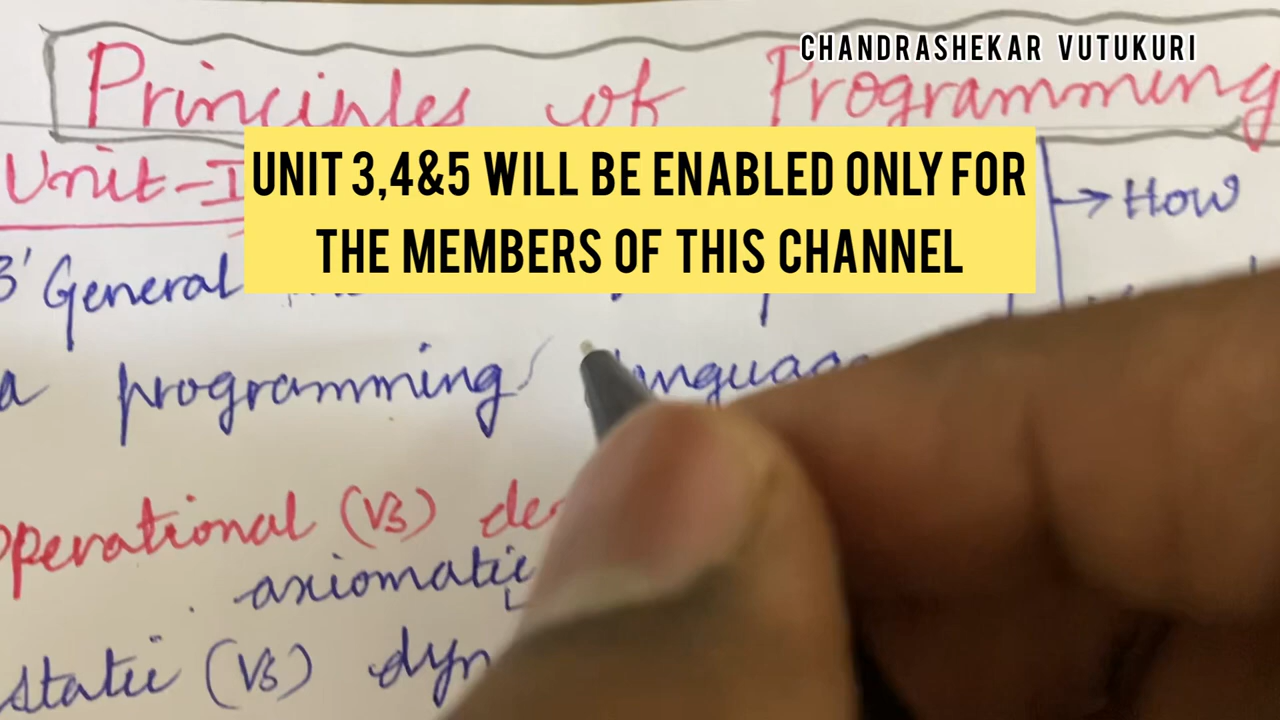 CHANDRASHEKAR VUTUKURI
Principles of Programming
Unit-I
UNIT 3,4&5 WILL BE ENABLED ONLY FOR
THE MEMBERS OF THIS CHANNEL
→ How
General
a programming
Operational (VS)
axiomatic
static (VS)